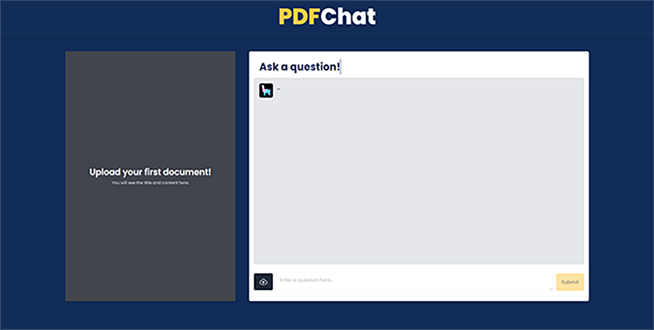 PDFChat
Upload your first document!
You will see the title and content here.
Ask a question!
Enter a question here...
Submit